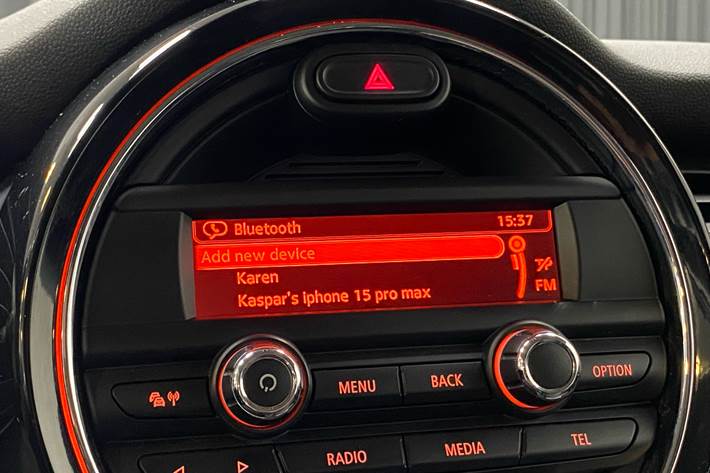 Bluetooth 15:37
Add new device
Karen
Kaspar's iphone 15 pro max
TP
FM
MENU BACK OPTION
RADIO MEDIA TEL